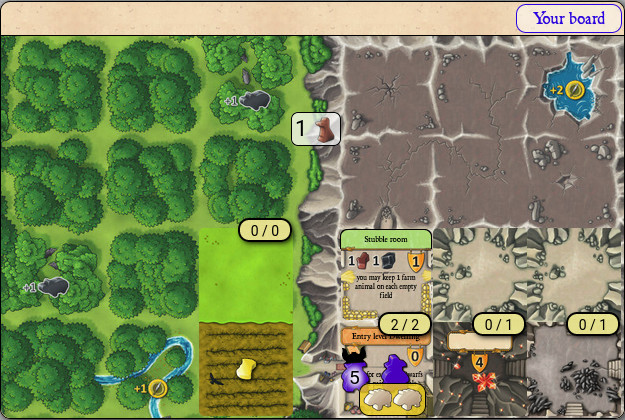 Your board
+2
+1
1
0 / 0
Stubble room
1 1 1
you may keep 1 farm
animal on each empty
field
+1
2 / 2
0 / 1
0 / 1
Entry level dwelling
0
4
5
+1